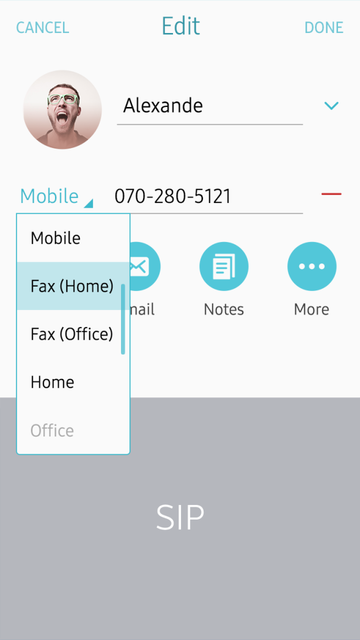 CANCEL Edit DONE
Alexande
Mobile 070-280-5121
Mobile
Fax (Home)
Fax (Office)
Home
Office
mail Notes More
SIP